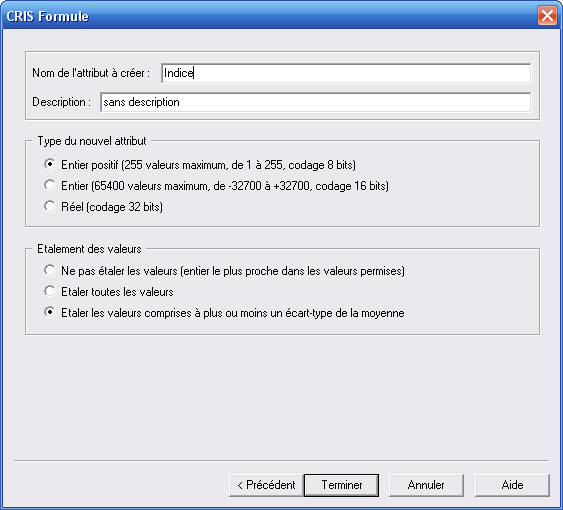 CRIS Formule
Nom de l'attribut à créer : Indice
Description : sans description
Type du nouvel attribut
Entier positif (255 valeurs maximum, de 1 à 255, codage 8 bits)
Entier (65400 valeurs maximum, de -32700 à +32700, codage 16 bits)
Réel (codage 32 bits)
Etalement des valeurs
Ne pas étaler les valeurs (entier le plus proche dans les valeurs permises)
Etaler toutes les valeurs
Etaler les valeurs comprises à plus ou moins un écart-type de la moyenne
< Précédent Terminer Annuler Aide